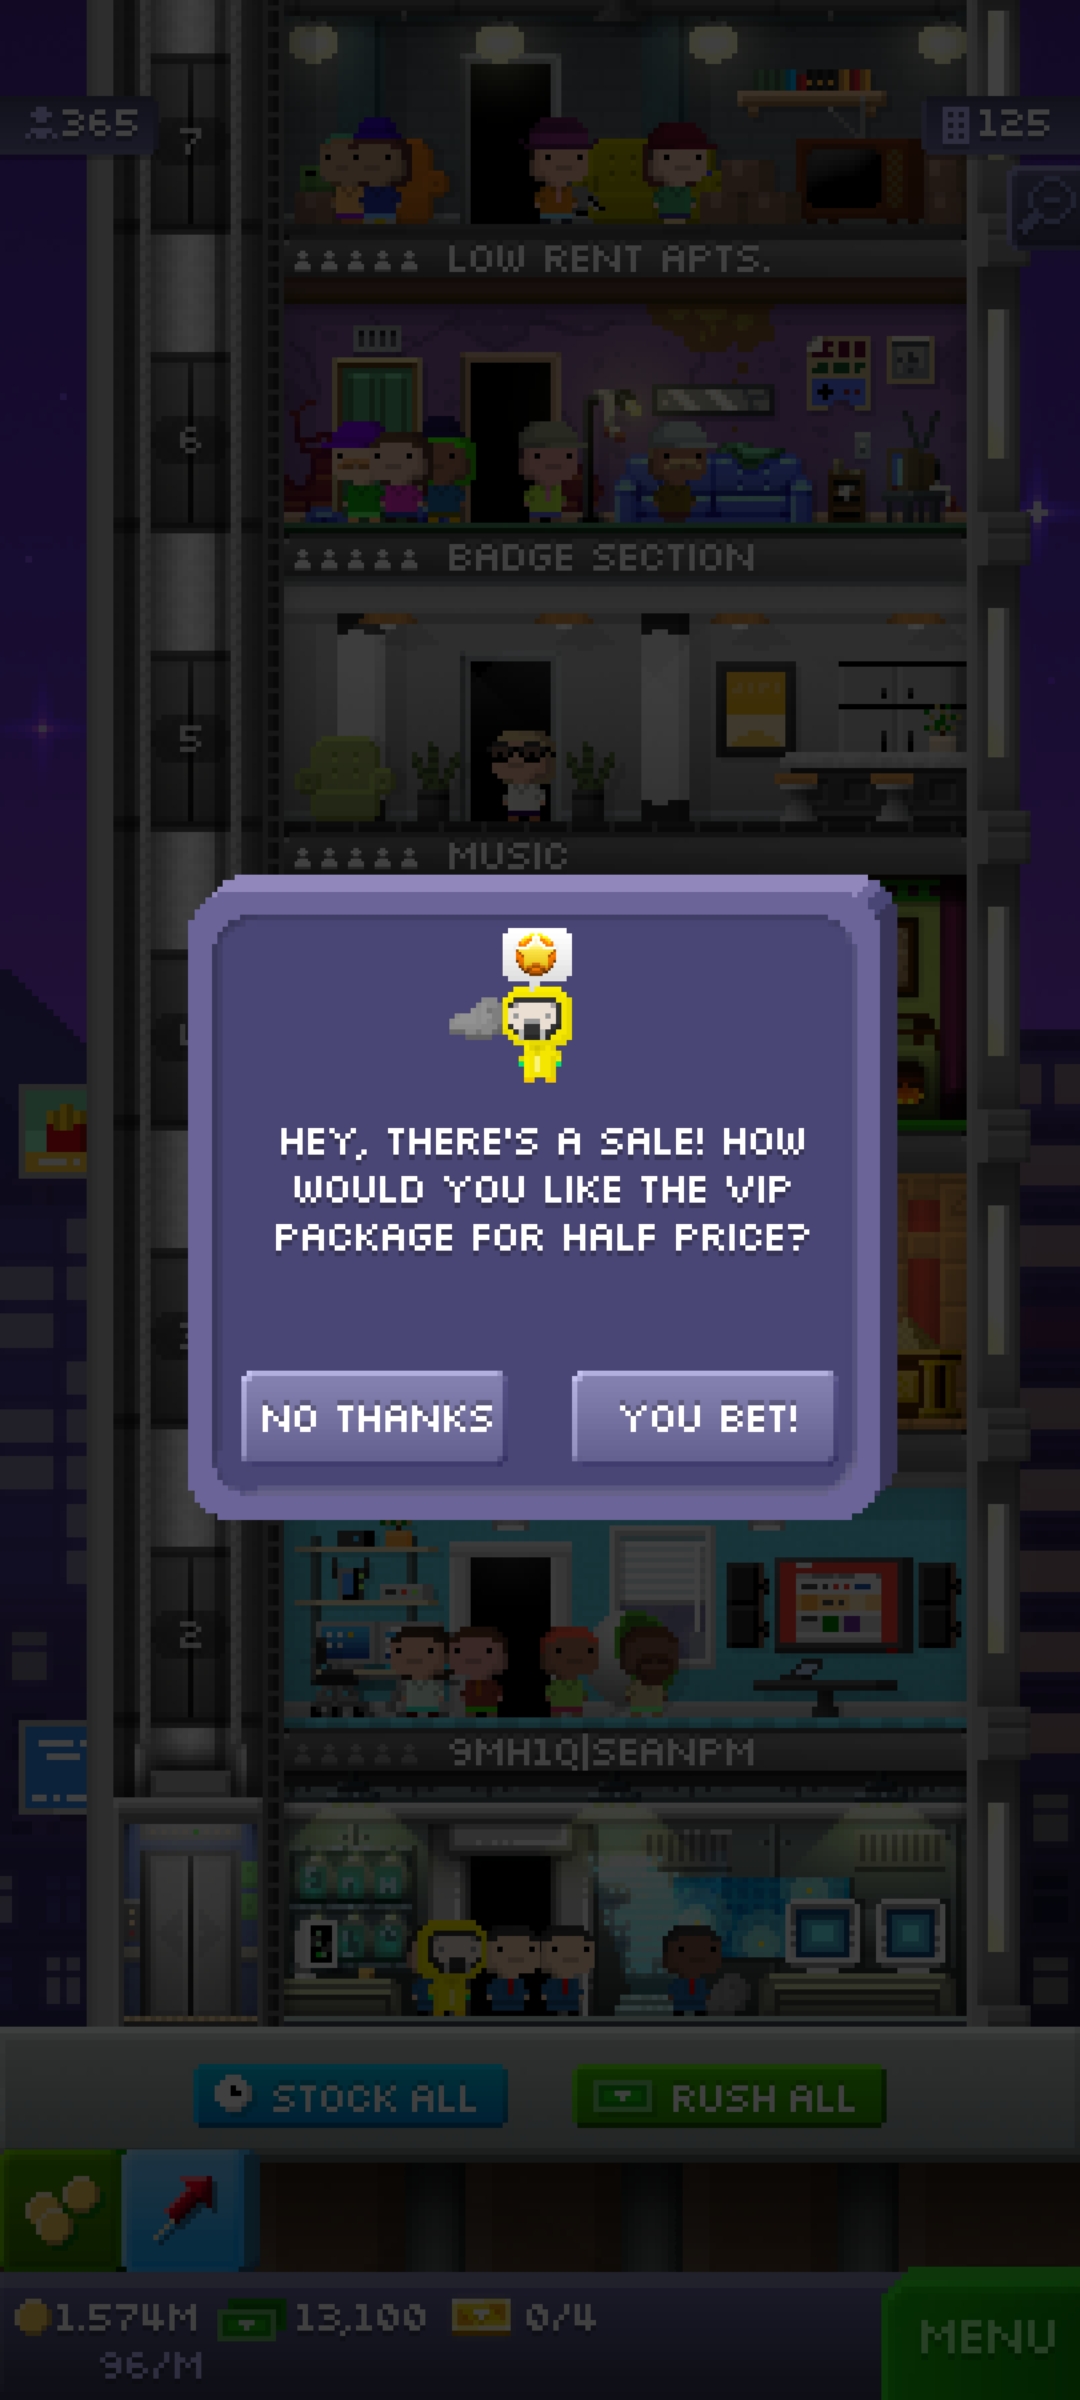 365
7
125
LOW RENT APTS.
6
BADGE SECTION
5
MUSIC
HEY, THERE'S A SALE! HOW
WOULD YOU LIKE THE VIP
PACKAGE FOR HALF PRICE?
NO THANKS
YOU BET!
2
9MH1Q|SEANPM
STOCK ALL
RUSH ALL
1.574M
13,100
0/4
96/M
MENU